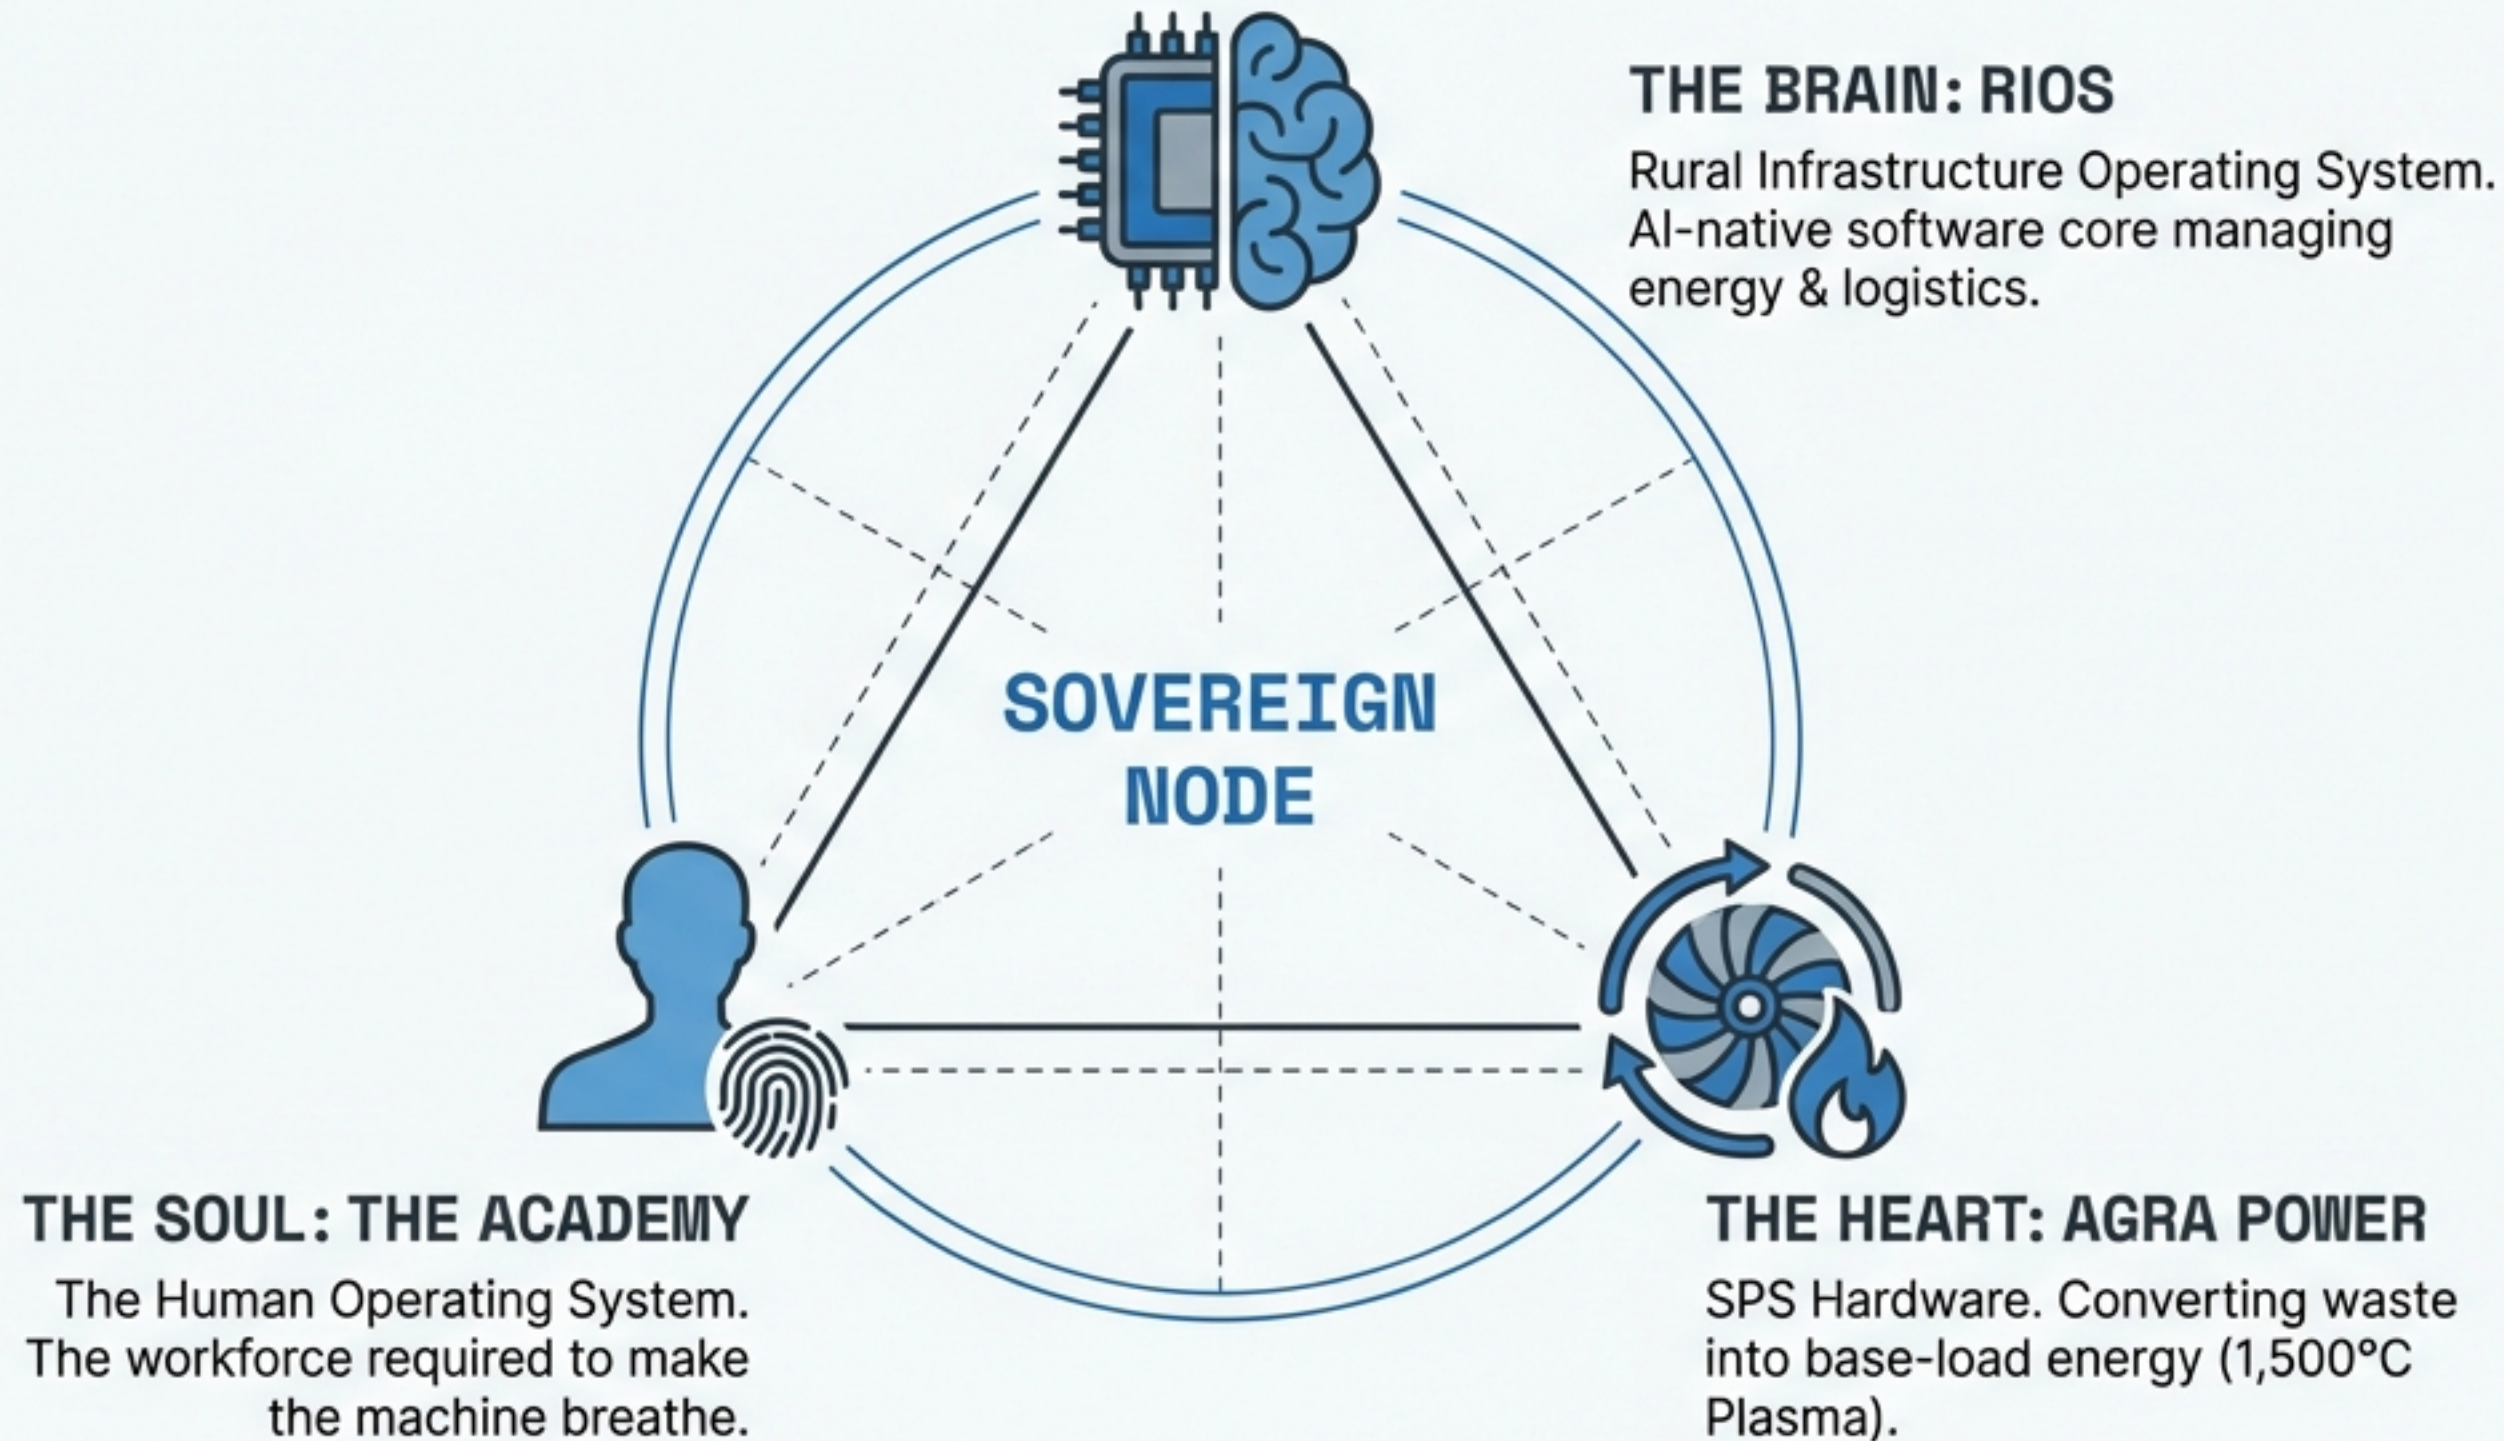 THE BRAIN: RIOS
Rural Infrastructure Operating System.
AI-native software core managing
energy & logistics.
SOVEREIGN
NODE
THE SOUL: THE ACADEMY
The Human Operating System.
The workforce required to make
the machine breathe.
THE HEART: AGRA POWER
SPS Hardware. Converting waste
into base-load energy (1,500°C
Plasma).